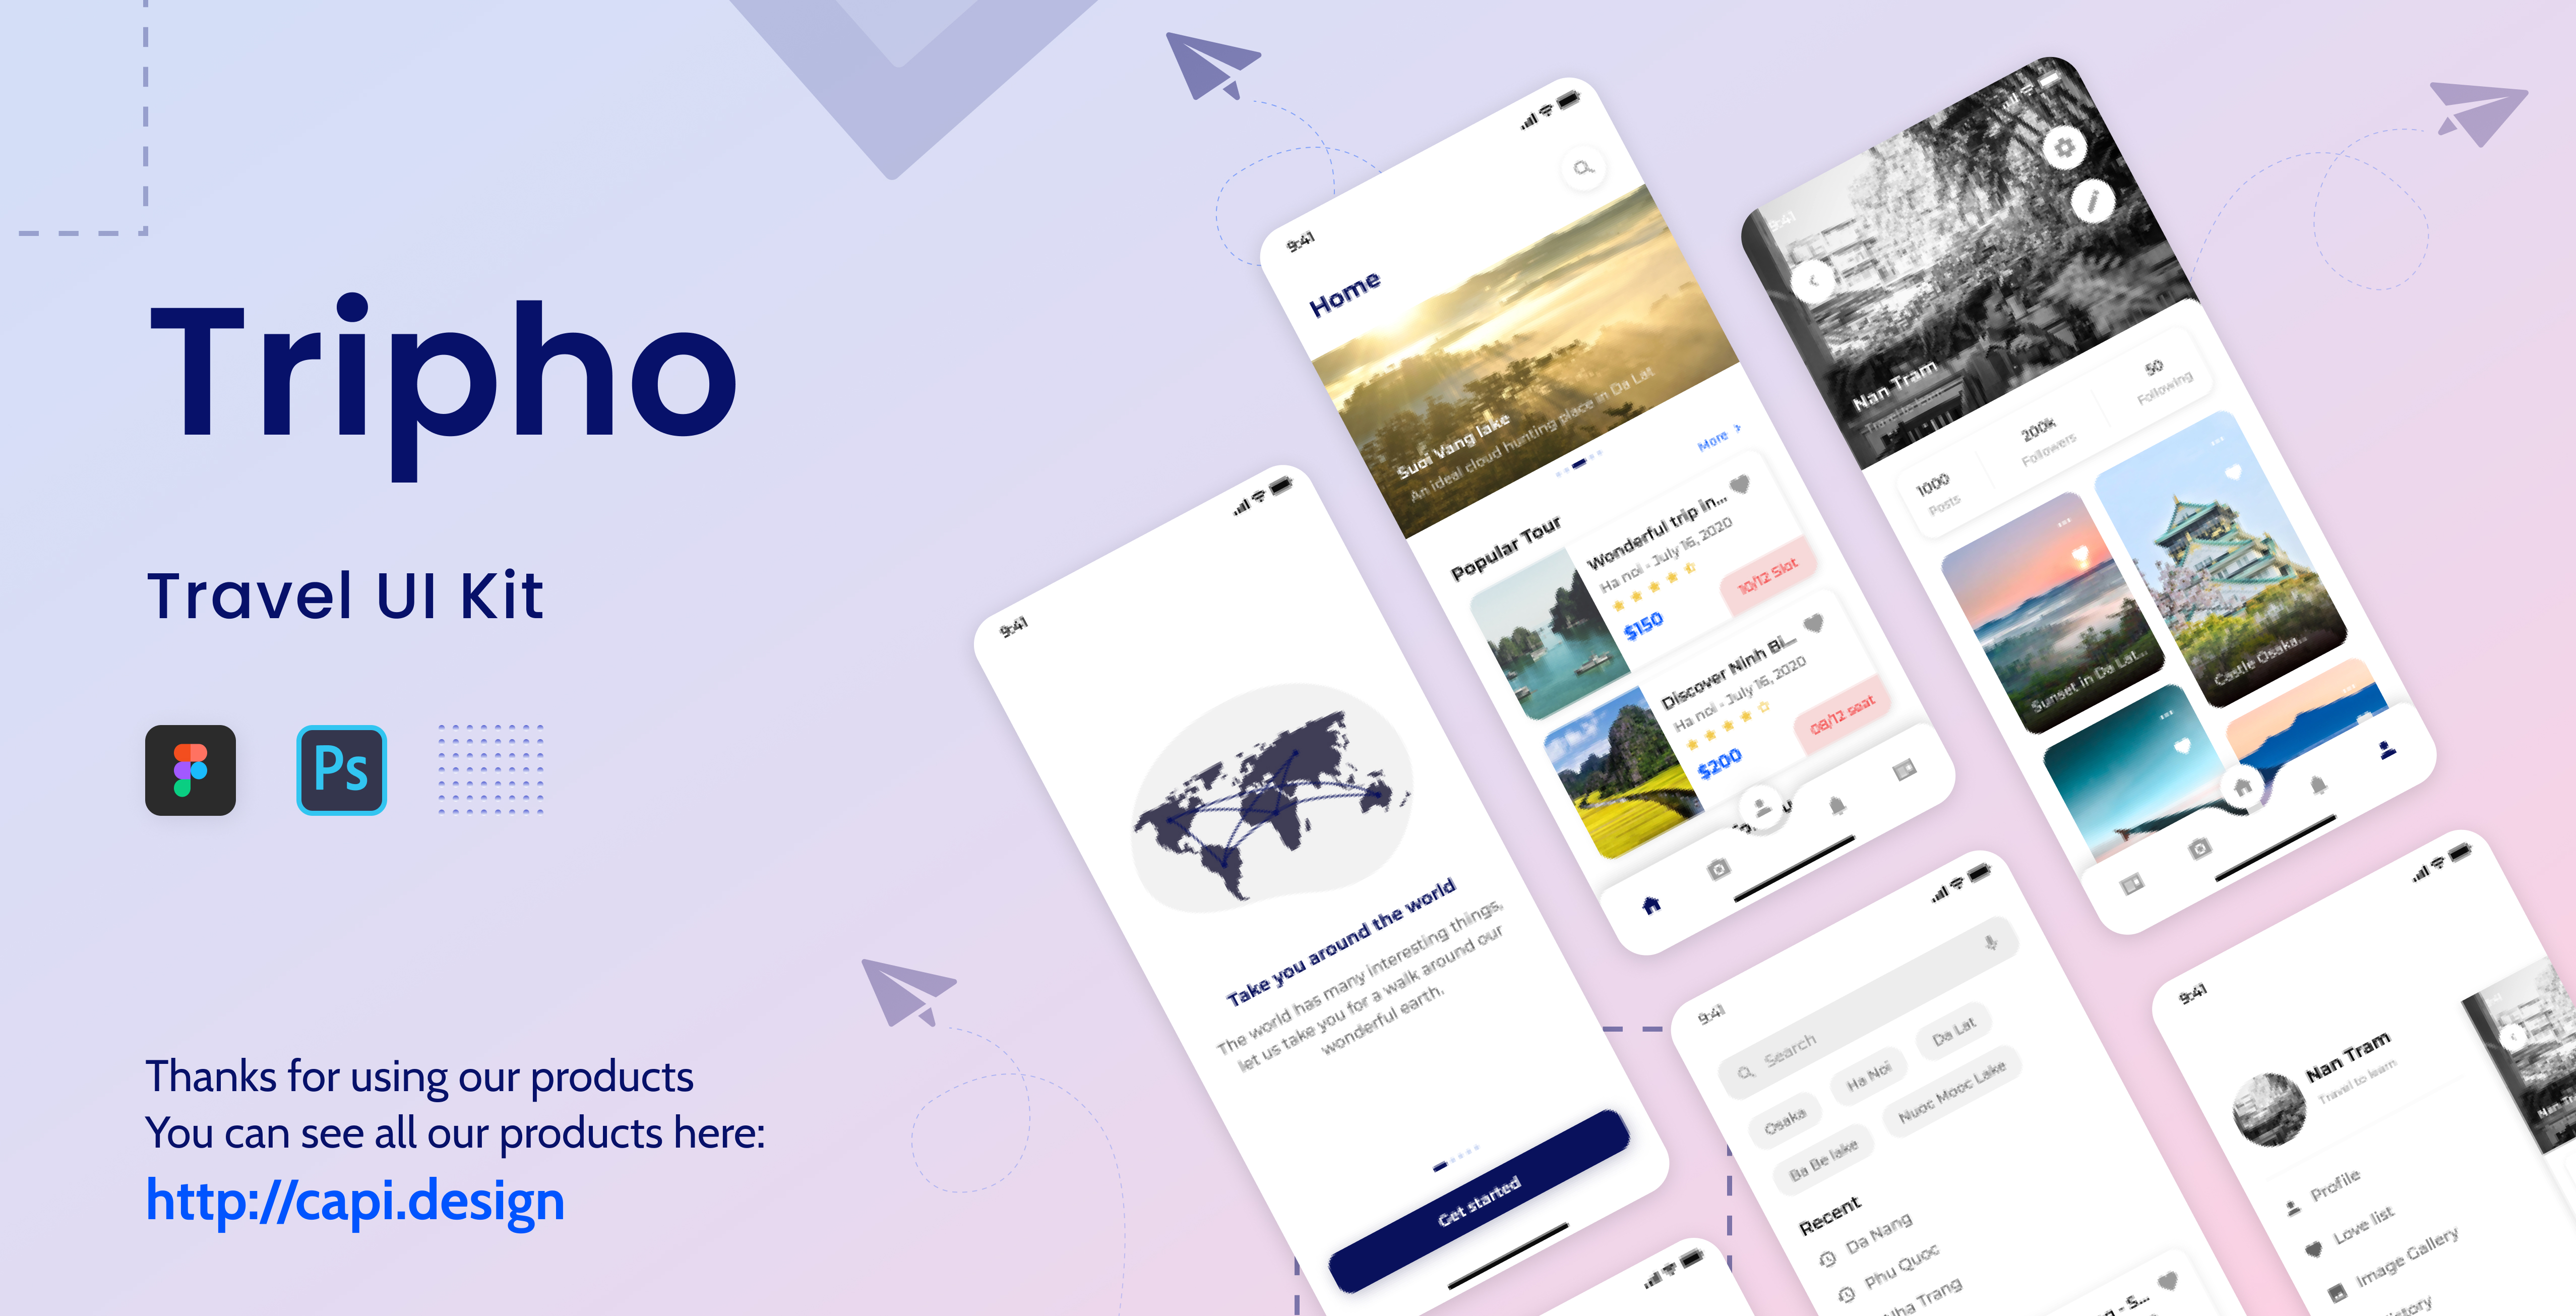 Tripho
Travel UI Kit
Ps
Thanks for using our products
You can see all our products here:
http://capi.design
9:41
Take you around the world
The world has many interesting things,
let us take you for a walk around our
wonderful earth.
Get started
9:41
Home
Suoi Vang lake
An ideal cloud hunting place in Da Lat
More
Popular Tour
Wonderful trip in...
Ha noi - July 16, 2020
$150
10/12 Slot
Discover Ninh Bi...
Ha noi - July 16, 2020
$200
08/12 seat
9:41
Nan Tram
Travel to learn
1000
Posts
200k
Followers
50
Following
Sunset in Da Lat...
Castle Osaka...
9:41
Search
Osaka
Ha Noi
Da Lat
Ba Be lake
Nuoc Mooc Lake
Recent
Da Nang
Phu Quoc
Nha Trang
9:41
Nan Tram
Travel to learn
Profile
Love list
Image Gallery